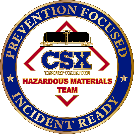 PREVENTION FOCUSED
CSX
HAZARDOUS MATERIALS
TEAM
INCIDENT READY